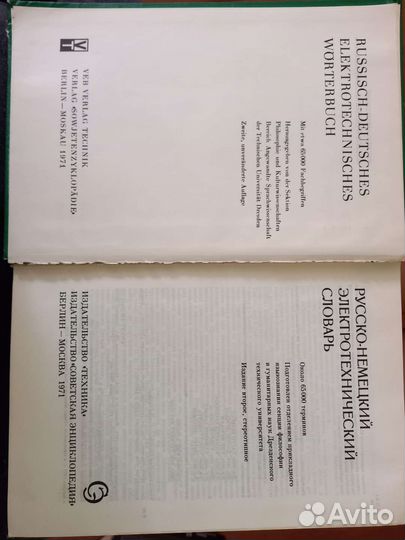 RUSSISCH-DEUTSCHES
ELEKTROTECHNISCHES
WÖRTERBUCH
Mit etwa 65000 Fachbegriffen
Herausgegeben von der Sektion
Philosophie und Kulturwissenschaften
Bereich Angewandte Sprachwissenschaft
der Technischen Universität Dresden
Zweite, unveränderte Auflage
VT
VEB VERLAG TECHNIK
VERLAG «SOWJETENZYKLOPÄDIE»
BERLIN — MOSKAU 1971
РУССКО-НЕМЕЦКИЙ
ЭЛЕКТРОТЕХНИЧЕСКИЙ
СЛОВАРЬ
Около 65000 терминов
Подготовлен отделением прикладного
языкознания секции философии
и гуманитарных наук Дрезденского
технического университета
Издание второе, стереотипное
ИЗДАТЕЛЬСТВО «ТЕХНИКА»
ИЗДАТЕЛЬСТВО «СОВЕТСКАЯ ЭНЦИКЛОПЕДИЯ»
БЕРЛИН — МОСКВА 1971
Avito